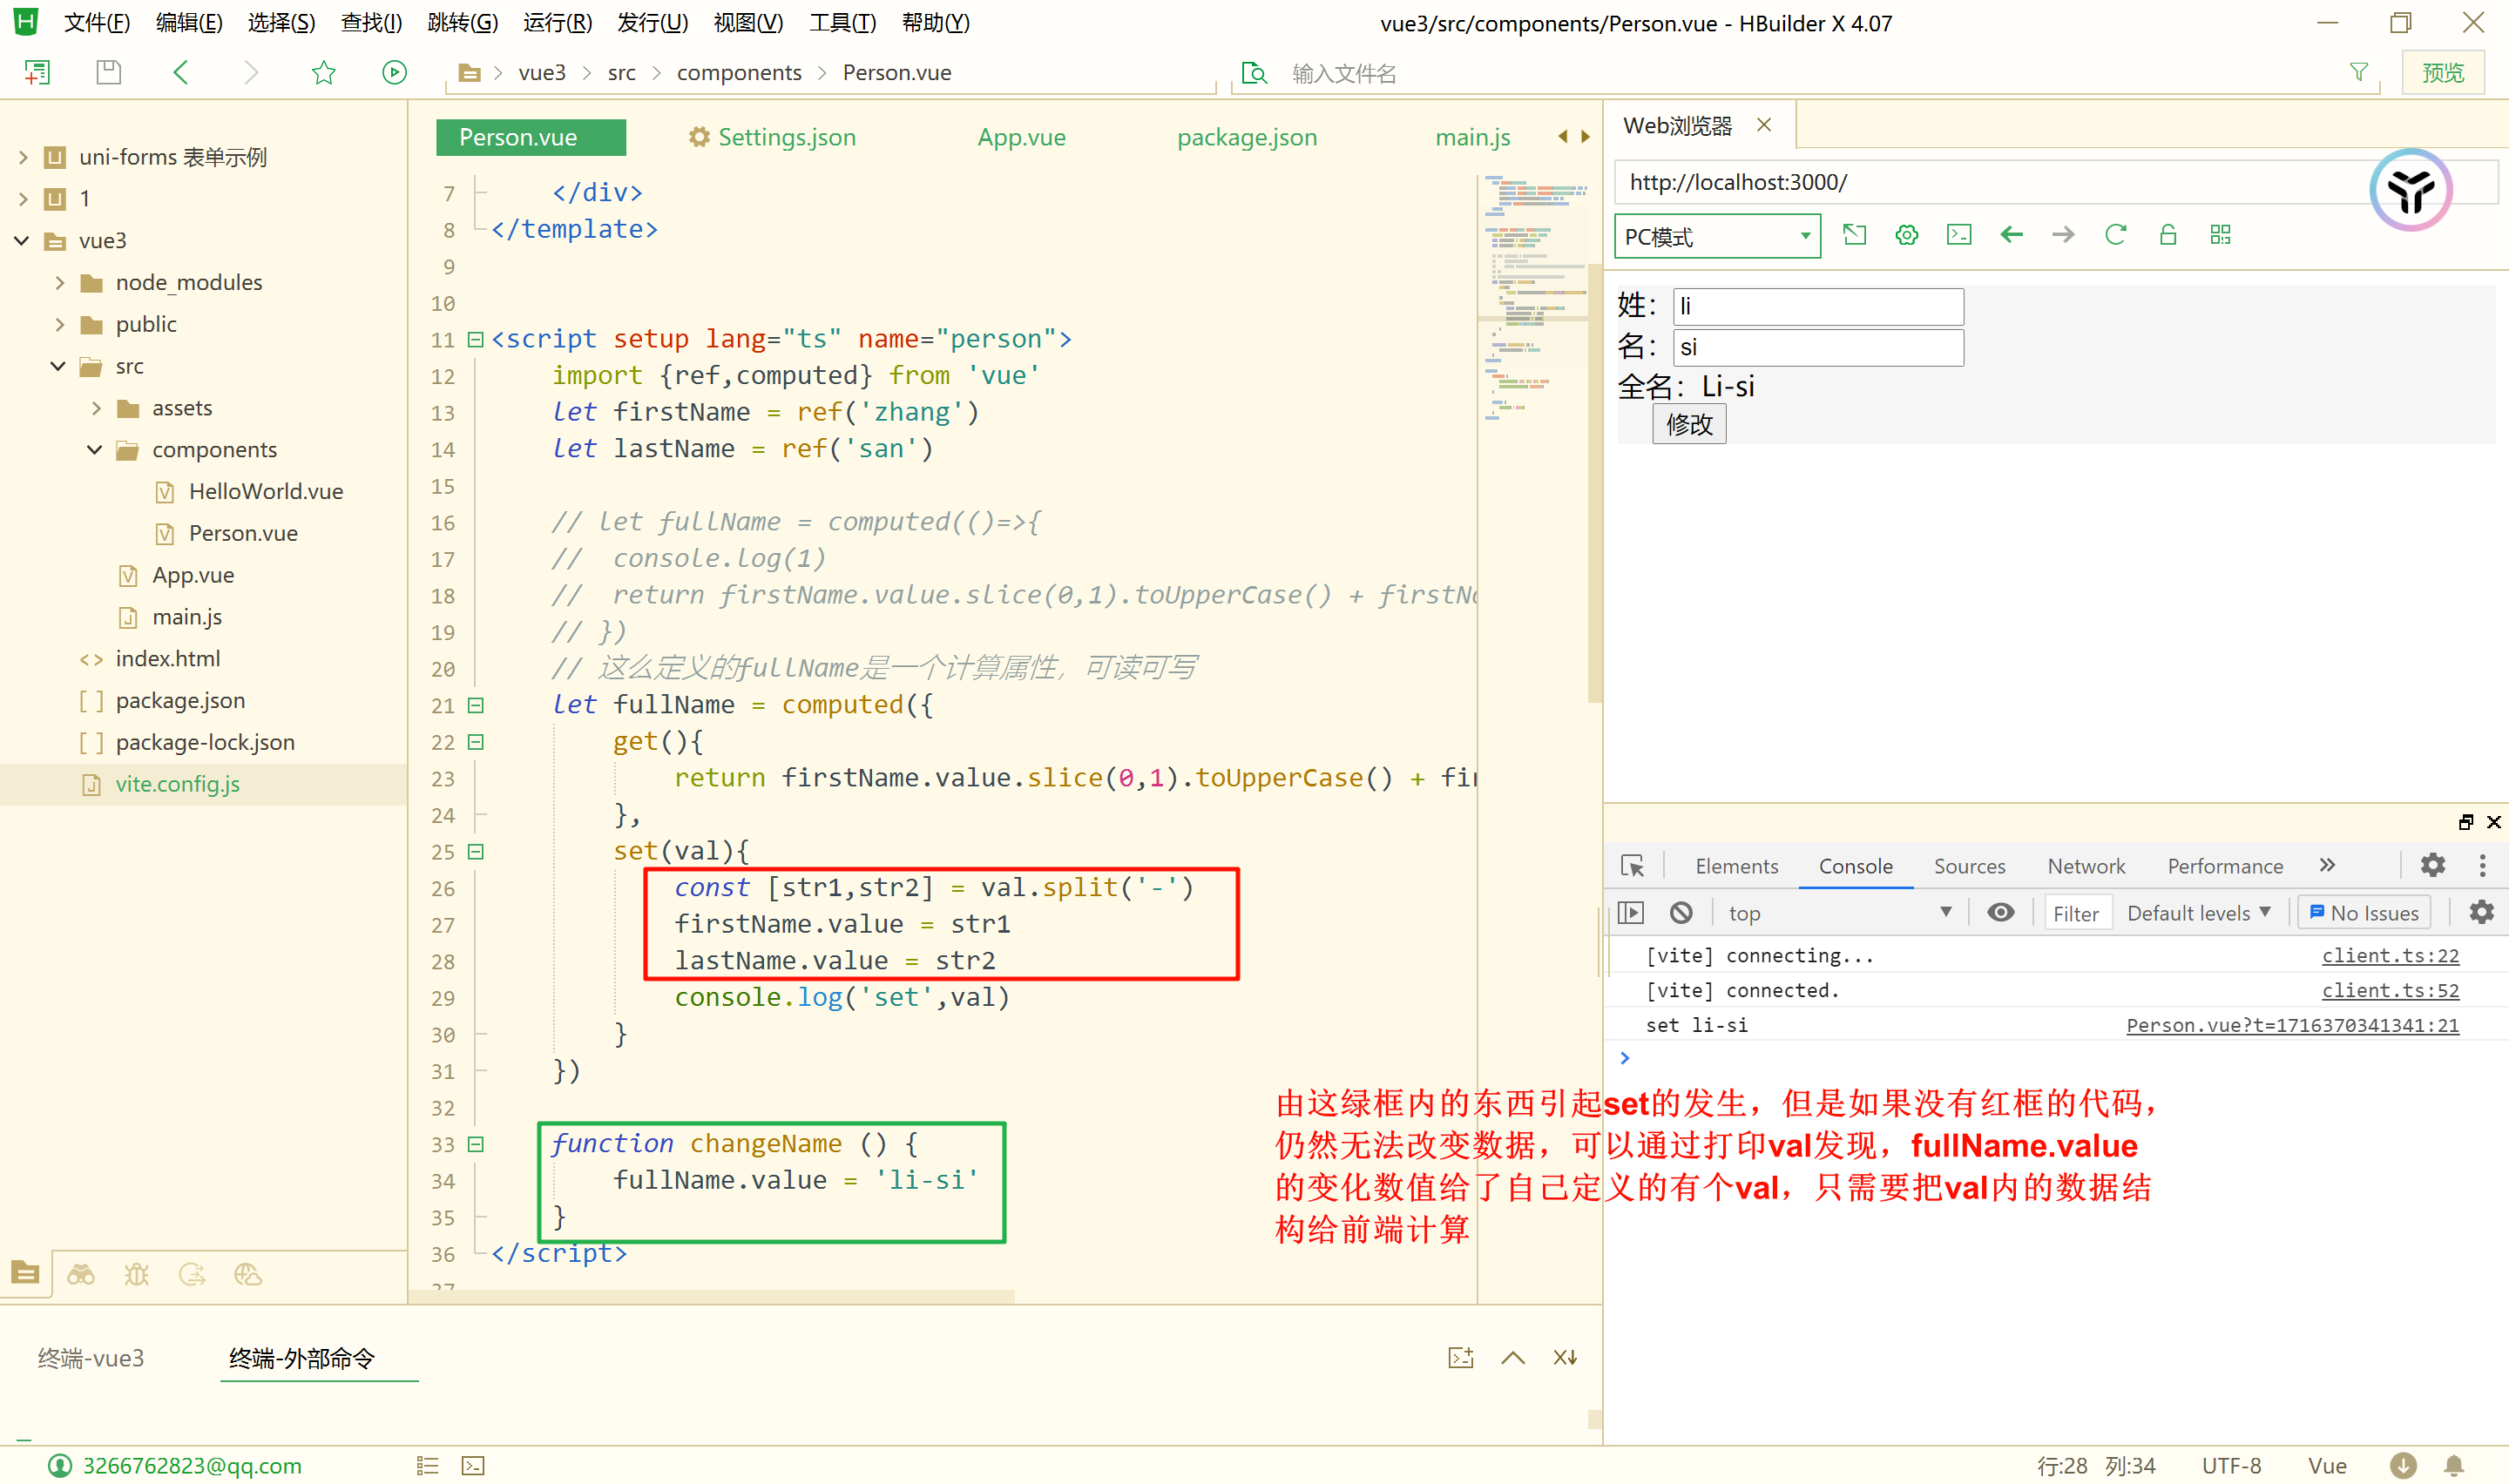 文件(F) 编辑(E) 选择(S) 查找(I) 跳转(G) 运行(R) 发行(U) 视图(V) 工具(T) 帮助(Y)
vue3/src/components/Person.vue - HBuilder X 4.07
vue3 src components Person.vue
输入文件名
预览
uni-forms 表单示例
1
vue3
node_modules
public
src
assets
components
HelloWorld.vue
Person.vue
App.vue
main.js
index.html
package.json
package-lock.json
vite.config.js
Person.vue Settings.json App.vue package.json main.js
7 </div>
8 </template>
9
10
11 <script setup lang="ts" name="person">
12 import {ref,computed} from 'vue'
13 let firstName = ref('zhang')
14 let lastName = ref('san')
15
16 // let fullName = computed(()=>{
17 // console.log(1)
18 // return firstName.value.slice(0,1).toUpperCase() + firstNa
19 // })
20 // 这么定义的fullName是一个计算属性，可读可写
21 let fullName = computed({
22 get(){
23 return firstName.value.slice(0,1).toUpperCase() + fir
24 },
25 set(val){
26 const [str1,str2] = val.split('-')
27 firstName.value = str1
28 lastName.value = str2
29 console.log('set',val)
30 }
31 })
32
33 function changeName () {
34 fullName.value = 'li-si'
35 }
36 </script>
37
Web浏览器
http://localhost:3000/
PC模式
姓： li
名： si
全名：Li-si
修改
Elements Console Sources Network Performance
top Filter Default levels No Issues
[vite] connecting... client.ts:22
[vite] connected. client.ts:52
set li-si Person.vue?t=1716370341341:21
由这绿框内的东西引起set的发生，但是如果没有红框的代码，
仍然无法改变数据，可以通过打印val发现，fullName.value
的变化数值给了自己定义的有个val，只需要把val内的数据结
构给前端计算
终端-vue3 终端-外部命令
3266762823@qq.com
行:28 列:34 UTF-8 Vue